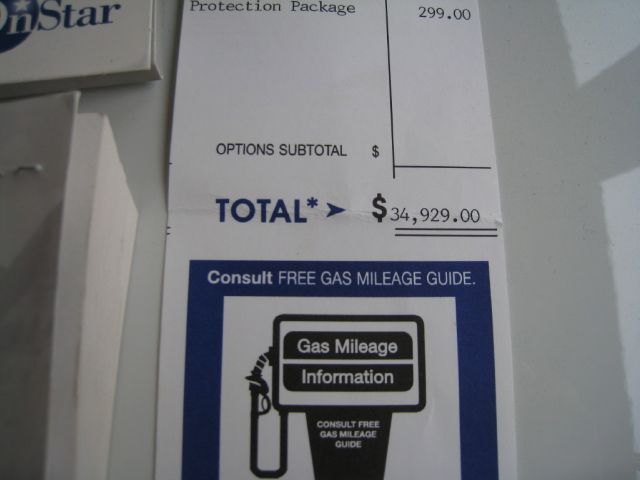 OnStar
Protection Package 299.00
OPTIONS SUBTOTAL $
TOTAL* ➤ $34,929.00
Consult FREE GAS MILEAGE GUIDE.
Gas Mileage
Information
CONSULT FREE
GAS MILEAGE
GUIDE